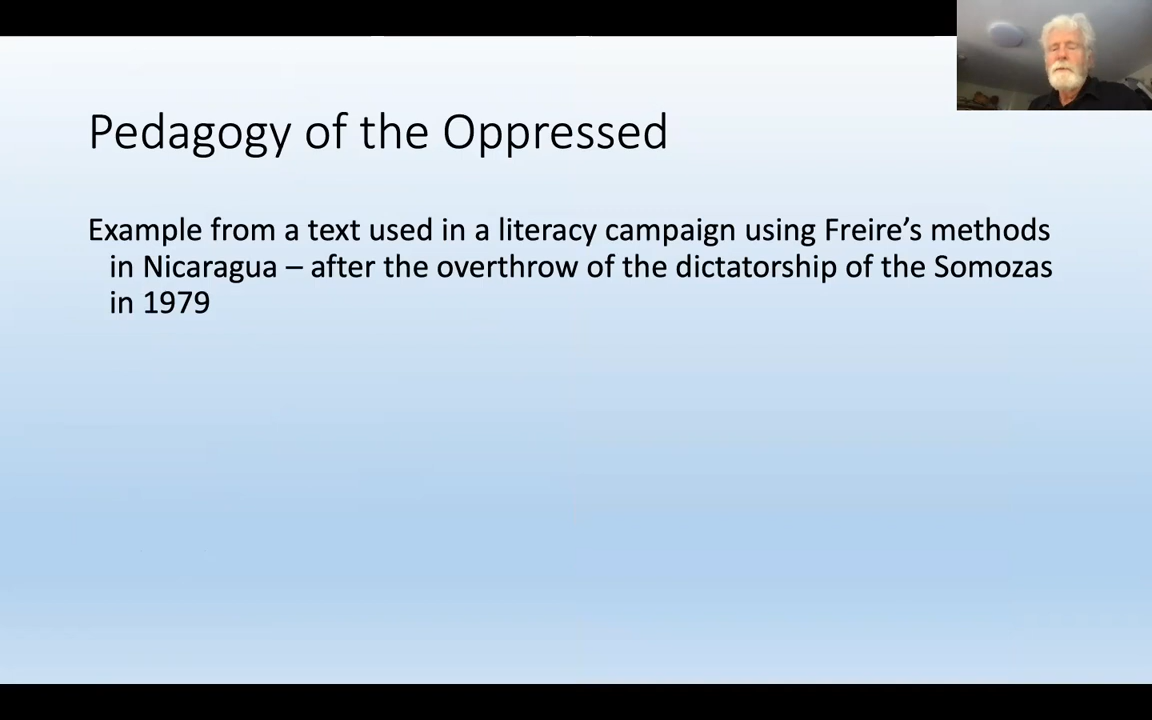 Pedagogy of the Oppressed
Example from a text used in a literacy campaign using Freire’s methods
in Nicaragua – after the overthrow of the dictatorship of the Somozas
in 1979